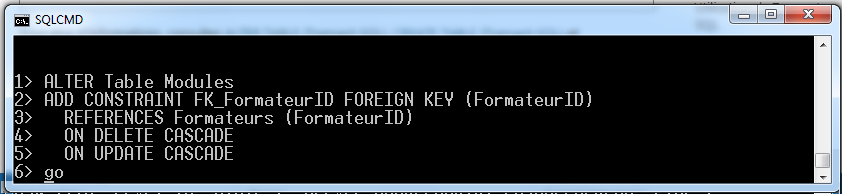 SQLCMD
1> ALTER Table Modules
2> ADD CONSTRAINT FK_FormateurID FOREIGN KEY (FormateurID)
3>   REFERENCES Formateurs (FormateurID)
4>   ON DELETE CASCADE
5>   ON UPDATE CASCADE
6> go